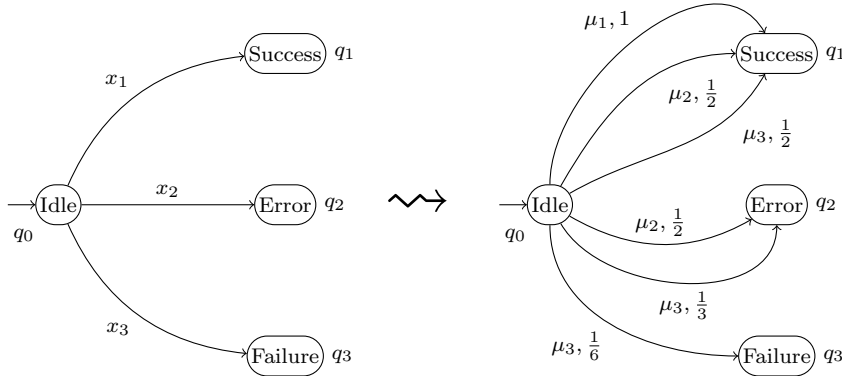 Success q₁
x₁
Idle
q₀
x₂
Error q₂
x₃
Failure q₃
μ₁, 1
Success q₁
μ₂, 1/2
μ₃, 1/2
Idle
q₀
μ₂, 1/2
Error q₂
μ₃, 1/3
μ₃, 1/6
Failure q₃